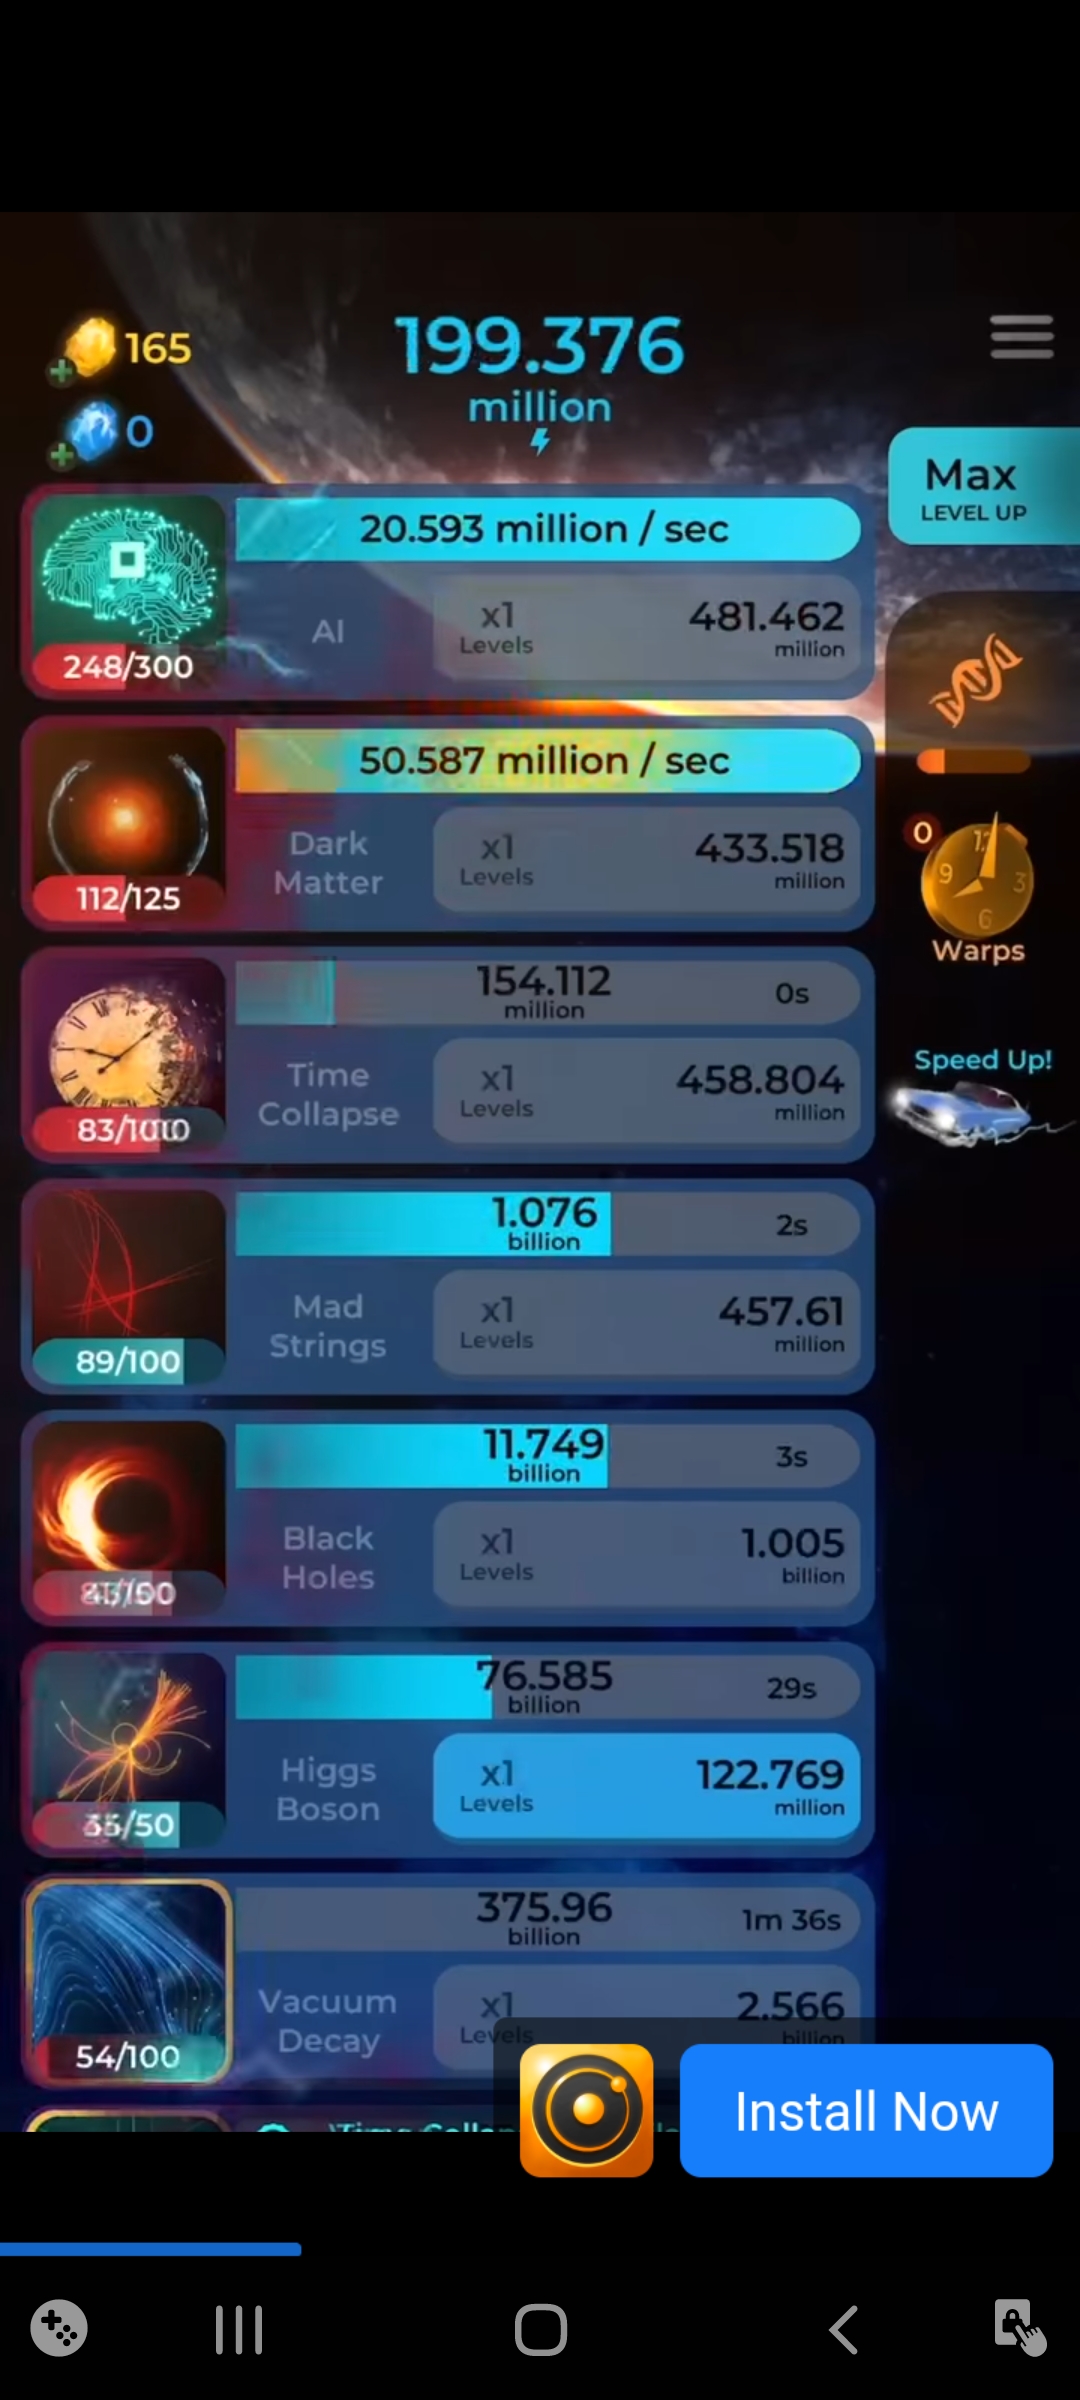 165
199.376
million
0
Max
LEVEL UP
20.593 million / sec
AI
x1
Levels
481.462
million
248/300
50.587 million / sec
Dark
Matter
x1
Levels
433.518
million
112/125
0
12
9
3
6
Warps
154.112
million
0s
Time
Collapse
x1
Levels
458.804
million
83/100
Speed Up!
1.076
billion
2s
Mad
Strings
x1
Levels
457.61
million
89/100
11.749
billion
3s
Black
Holes
x1
Levels
1.005
billion
76.585
billion
29s
Higgs
Boson
x1
Levels
122.769
million
375.96
billion
1m 36s
Vacuum
Decay
x1
Levels
2.566
billion
54/100
Install Now